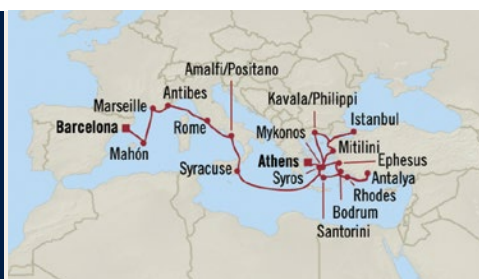 Amalfi/Positano
Antibes
Marseille
Kavala/Philippi
Barcelona
Rome
Istanbul
Mykonos
Mahón
Mitilini
Athens
Ephesus
Syracuse
Syros
Antalya
Rhodes
Bodrum
Santorini